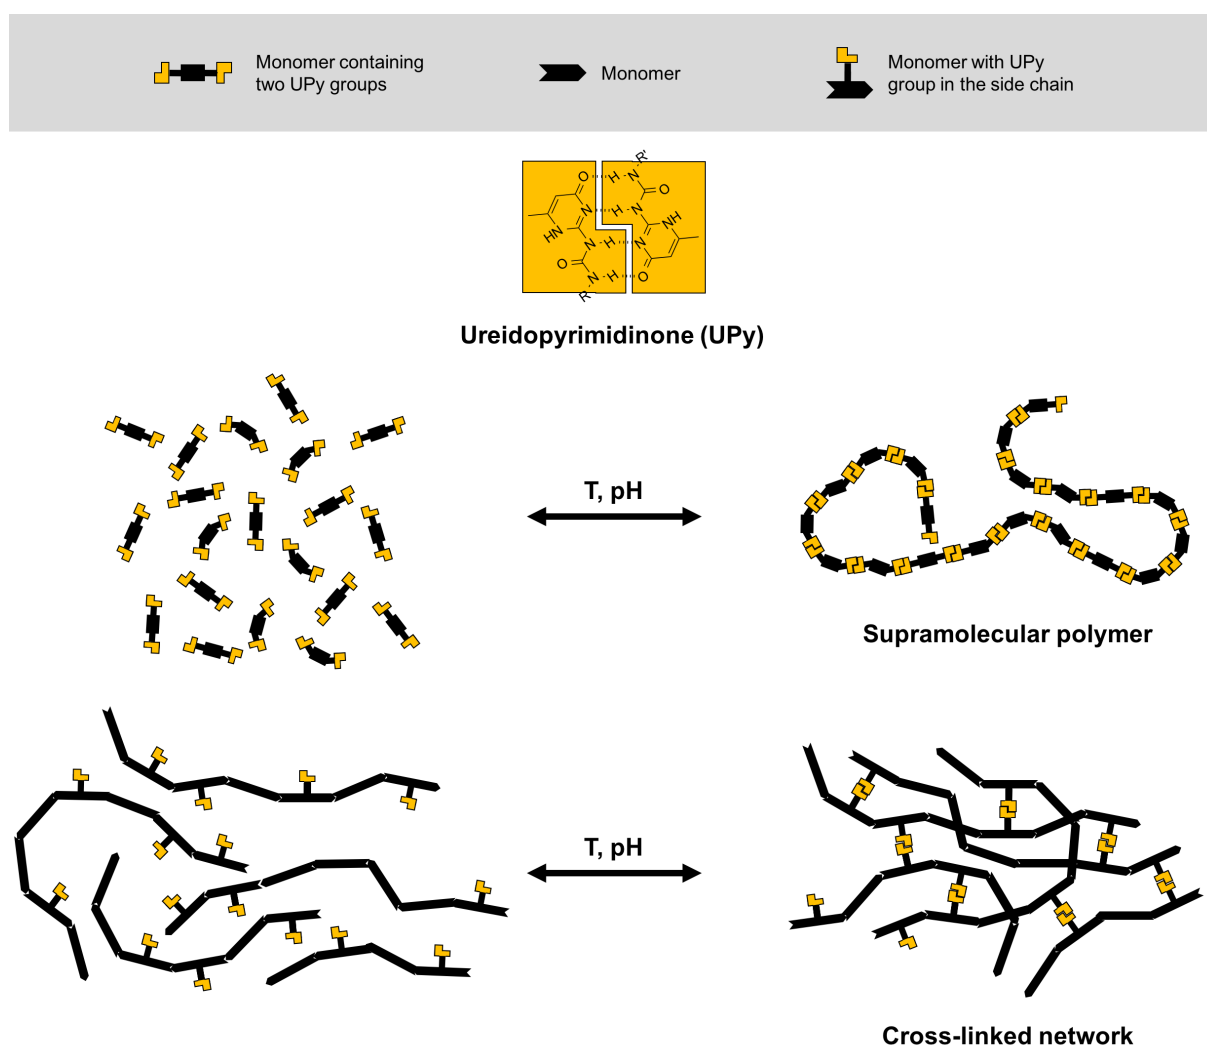 Monomer containing
two UPy groups
Monomer
Monomer with UPy
group in the side chain
R'
O H N
O
N H N
NH
HN
N H N
O
N H O
R
Ureidopyrimidinone (UPy)
T, pH
Supramolecular polymer
T, pH
Cross-linked network